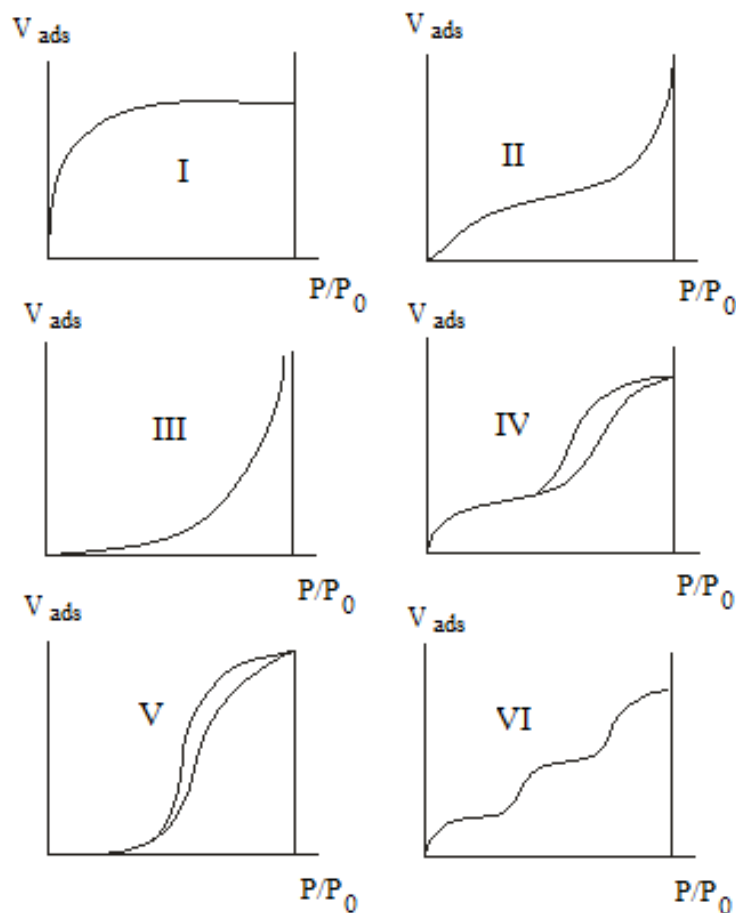 V ads
I
P/P0
V ads
II
P/P0
V ads
III
P/P0
V ads
IV
P/P0
V ads
V
P/P0
V ads
VI
P/P0